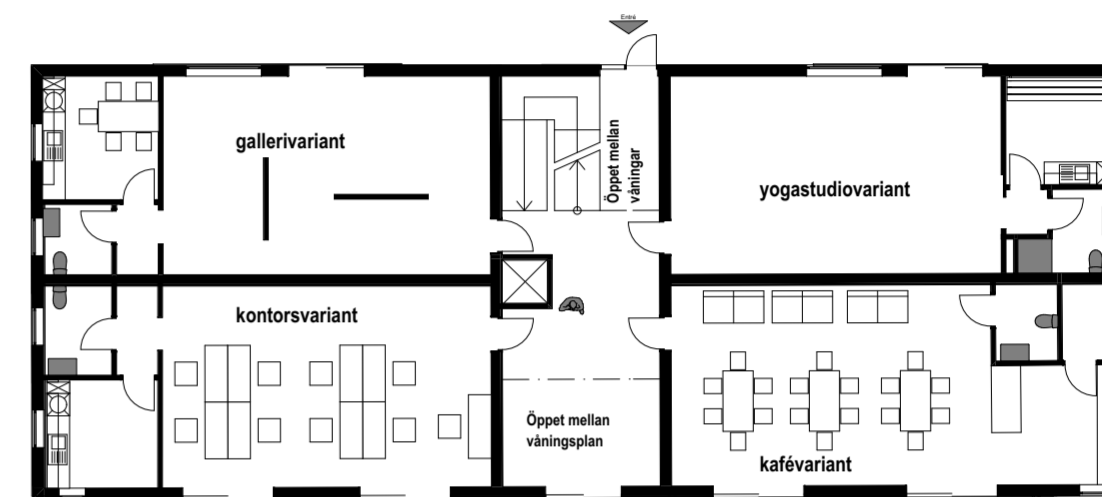 Entré
gallerivariant
Öppet mellan
våningar
yogastudiovariant
kontorsvariant
Öppet mellan
våningsplan
kafévariant